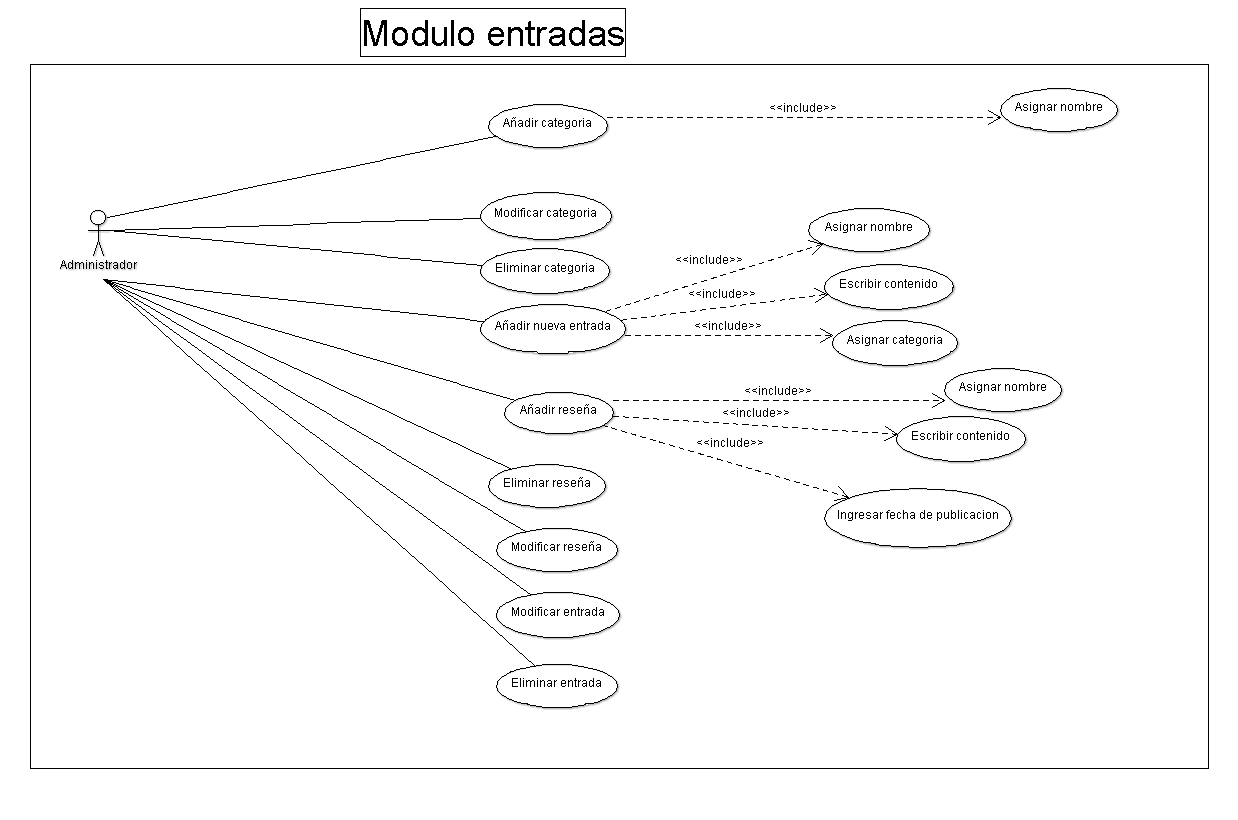 Modulo entradas
Añadir categoria
<<include>>
Asignar nombre
Administrador
Modificar categoria
Eliminar categoria
Añadir nueva entrada
<<include>>
Asignar nombre
<<include>>
Escribir contenido
<<include>>
Asignar categoria
Añadir reseña
<<include>>
Asignar nombre
<<include>>
Escribir contenido
<<include>>
Ingresar fecha de publicacion
Eliminar reseña
Modificar reseña
Modificar entrada
Eliminar entrada